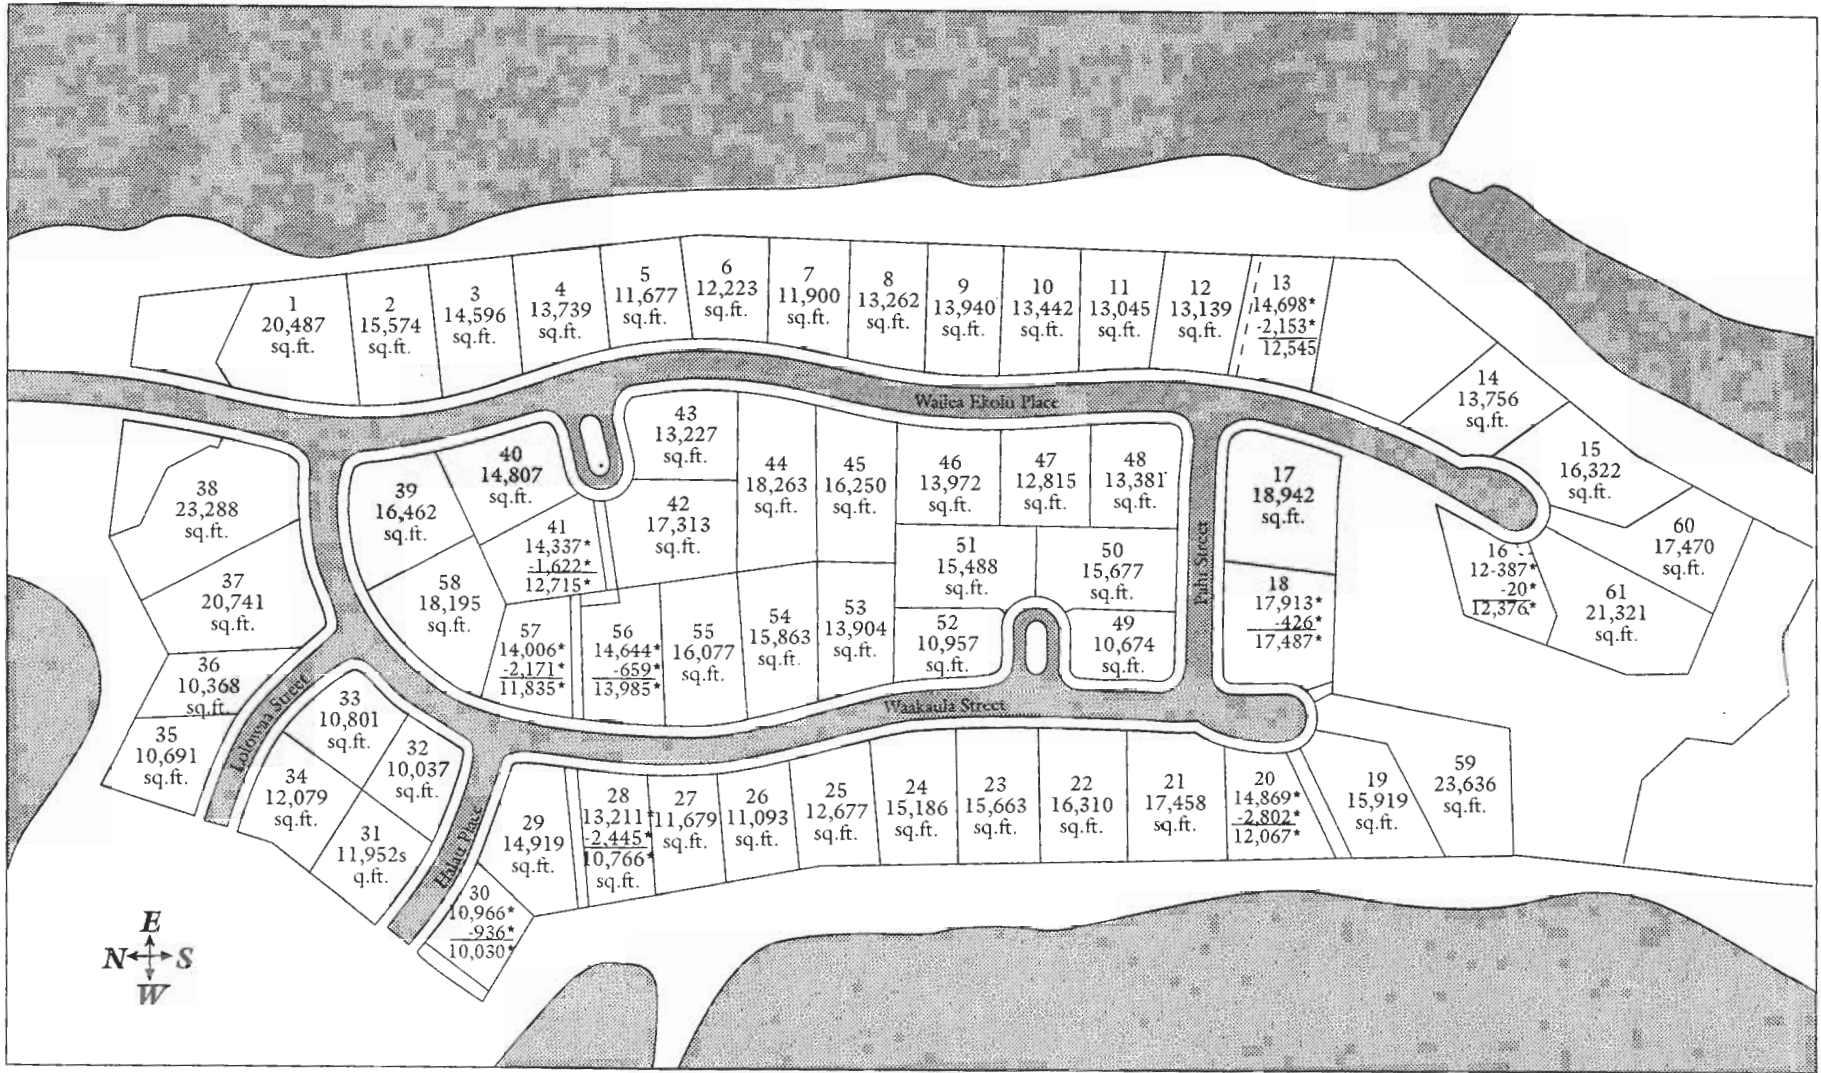 1
20,487
sq.ft.
2
15,574
sq.ft.
3
14,596
sq.ft.
4
13,739
sq.ft.
5
11,677
sq.ft.
6
12,223
sq.ft.
7
11,900
sq.ft.
8
13,262
sq.ft.
9
13,940
sq.ft.
10
13,442
sq.ft.
11
13,045
sq.ft.
12
13,139
sq.ft.
13
14,698*
-2,153*
12,545
14
13,756
sq.ft.
15
16,322
sq.ft.
60
17,470
sq.ft.
61
21,321
sq.ft.
16
12-387*
-20*
12,376*
Wailea Ekolu Place
38
23,288
sq.ft.
37
20,741
sq.ft.
36
10,368
sq.ft.
35
10,691
sq.ft.
39
16,462
sq.ft.
40
14,807
sq.ft.
41
14,337*
-1,622*
12,715*
43
13,227
sq.ft.
42
17,313
sq.ft.
44
18,263
sq.ft.
45
16,250
sq.ft.
46
13,972
sq.ft.
47
12,815
sq.ft.
48
13,381
sq.ft.
51
15,488
sq.ft.
50
15,677
sq.ft.
52
10,957
sq.ft.
49
10,674
sq.ft.
17
18,942
sq.ft.
18
17,913*
-426*
17,487*
Street
58
18,195
sq.ft.
57
14,006*
-2,171*
11,835*
56
14,644*
-659*
13,985*
55
16,077
sq.ft.
54
15,863
sq.ft.
53
13,904
sq.ft.
Waakaula Street
Street
33
10,801
sq.ft.
32
10,037
sq.ft.
34
12,079
sq.ft.
31
11,952s
q.ft.
Place
30
10,966*
-936*
10,030*
29
14,919
sq.ft.
28
13,211*
-2,445*
10,766*
sq.ft.
27
11,679
sq.ft.
26
11,093
sq.ft.
25
12,677
sq.ft.
24
15,186
sq.ft.
23
15,663
sq.ft.
22
16,310
sq.ft.
21
17,458
sq.ft.
20
14,869*
-2,802*
12,067*
19
15,919
sq.ft.
59
23,636
sq.ft.
E
N S
W